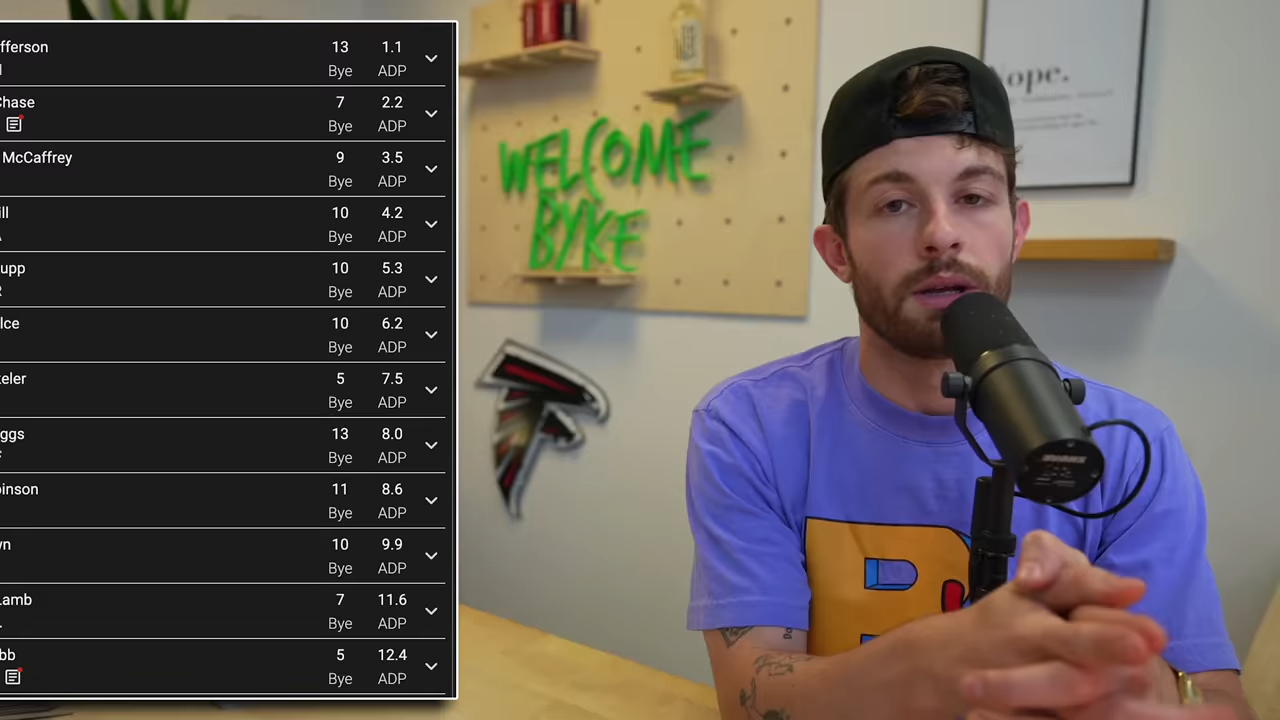 fferson 13 1.1
Bye ADP
Chase 7 2.2
Bye ADP
McCaffrey 9 3.5
Bye ADP
ill 10 4.2
Bye ADP
upp 10 5.3
Bye ADP
lce 10 6.2
Bye ADP
keler 5 7.5
Bye ADP
ggs 13 8.0
Bye ADP
binson 11 8.6
Bye ADP
wn 10 9.9
Bye ADP
Lamb 7 11.6
Bye ADP
bb 5 12.4
Bye ADP
WELCOME
BYKE
Nope.